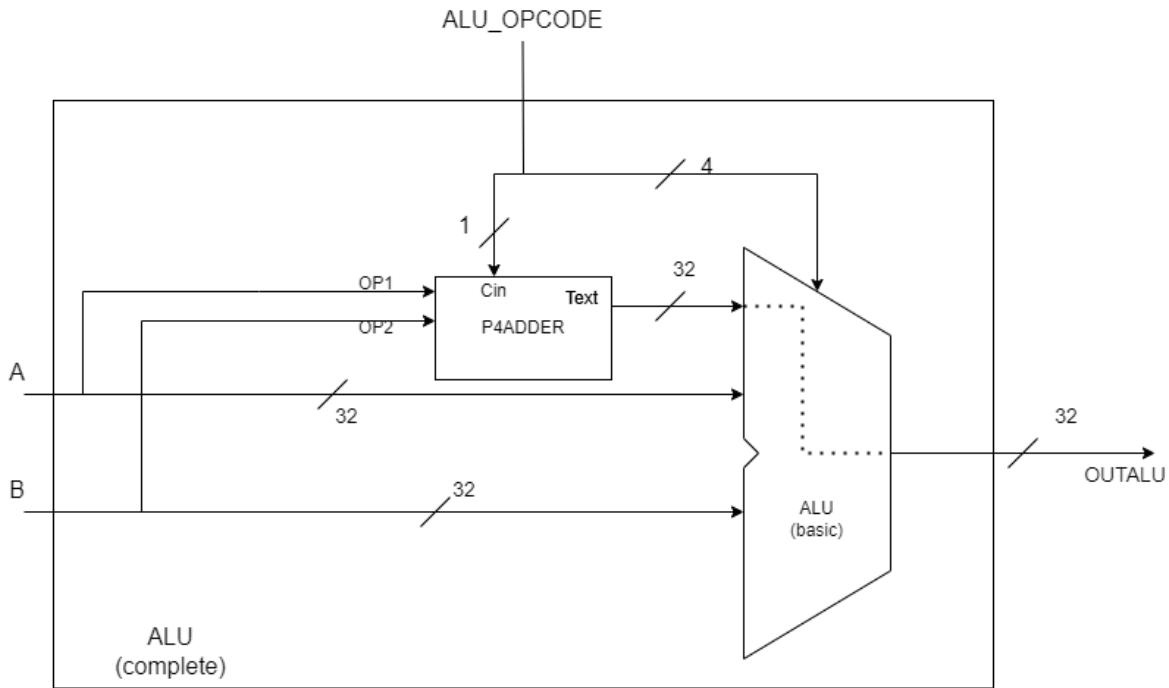 ALU_OPCODE
4
1
32
OP1
Cin
Text
OP2
P4ADDER
A
32
32
OUTALU
B
32
ALU
(basic)
ALU
(complete)